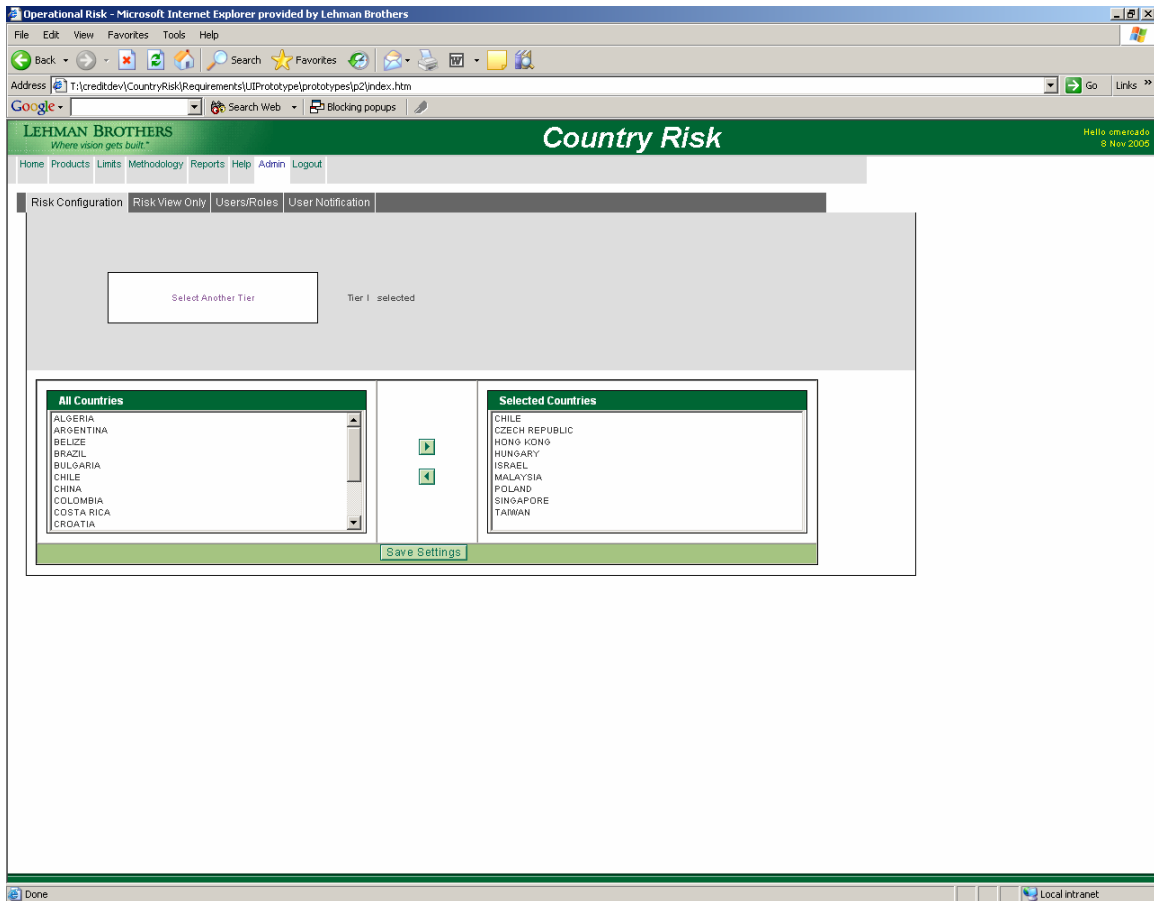 Operational Risk - Microsoft Internet Explorer provided by Lehman Brothers
File Edit View Favorites Tools Help
Back Search Favorites
Address T:\creditdev\CountryRisk\Requirements\UIPrototype\prototypes\p2\index.htm Go Links »
Google Search Web Blocking popups
LEHMAN BROTHERS
Where vision gets built.
Country Risk
Hello cmercado
8 Nov 2005
Home Products Limits Methodology Reports Help Admin Logout
Risk Configuration Risk View Only Users/Roles User Notification
Select Another Tier Tier I selected
All Countries
ALGERIA
ARGENTINA
BELIZE
BRAZIL
BULGARIA
CHILE
CHINA
COLOMBIA
COSTA RICA
CROATIA
Selected Countries
CHILE
CZECH REPUBLIC
HONG KONG
HUNGARY
ISRAEL
MALAYSIA
POLAND
SINGAPORE
TAIWAN
Save Settings
Done Local intranet